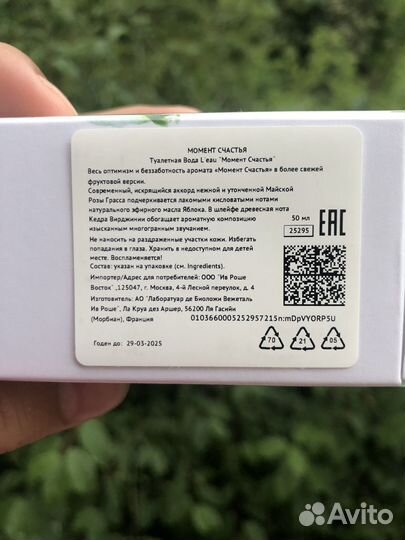 МОМЕНТ СЧАСТЬЯ
Туалетная Вода L'eau "Момент Счастья"
Весь оптимизм и беззаботность аромата «Момент Счастья» в более свежей
фруктовой версии.
Современный, искрящийся аккорд нежной и утонченной Майской
Розы Грасса подчеркивается лакомыми кисловатыми нотами
натурального эфирного масла Яблока. В шлейфе древесная нота
Кедра Вирджинии обогащает ароматную композицию
изысканным многогранным звучанием.
Не наносить на раздраженные участки кожи. Избегать
попадания в глаза. Хранить в недоступном для детей
месте. Воспламеняется!
Состав: указан на упаковке (см. Ingredients).
Импортер/Адрес для потребителей: ООО "Ив Роше
Восток" ,125047, г. Москва, 4-й Лесной переулок, д. 4
Изготовитель: АО "Лаборатуар де Биоложи Вежеталь
Ив Роше", Ла Круа дез Аршер, 56200 Ля Гасийи
(Морбиан), Франция
50 мл
25295
EAC
0103660005252957215n:mDpVYORP5U
Годен до: 29-03-2025
70
21
05
Avito